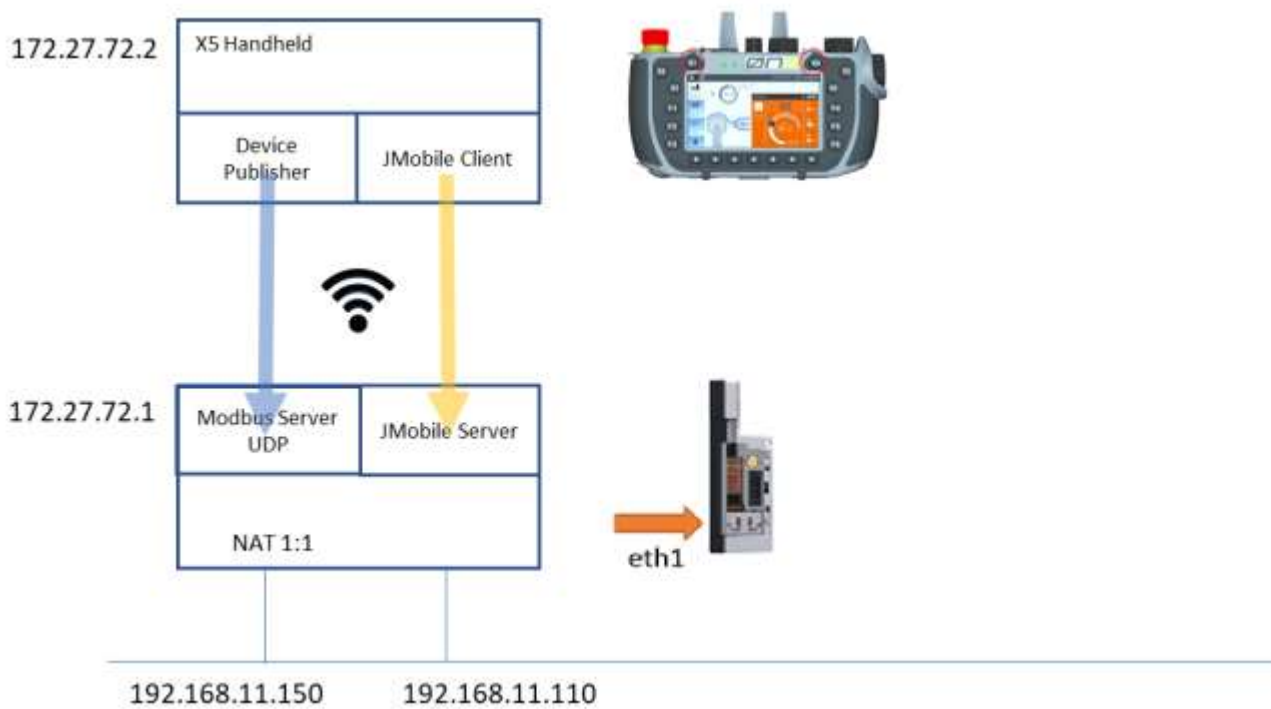 172.27.72.2
X5 Handheld
Device
Publisher
JMobile Client
172.27.72.1
Modbus Server
UDP
JMobile Server
NAT 1:1
eth1
192.168.11.150
192.168.11.110